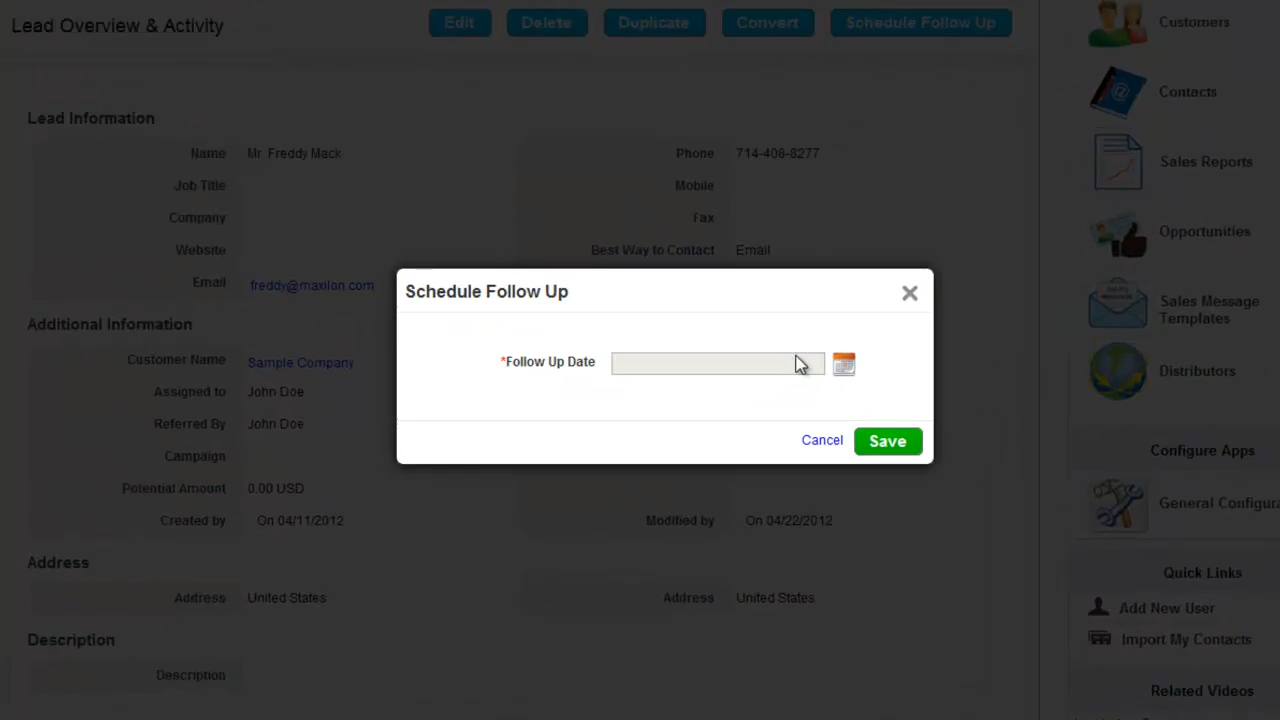 Lead Overview & Activity
Edit
Delete
Duplicate
Convert
Schedule Follow Up
Lead Information
Name Mr. Freddy Mack
Phone 714-406-8277
Job Title
Mobile
Company
Fax
Website
Best Way to Contact Email
Email freddy@maxilon.com
Additional Information
Customer Name Sample Company
Assigned to John Doe
Referred By John Doe
Campaign
Potential Amount 0.00 USD
Created by On 04/11/2012
Modified by On 04/22/2012
Address
Address United States
Address United States
Description
Description
Schedule Follow Up
*Follow Up Date
Cancel
Save
Customers
Contacts
Sales Reports
Opportunities
Sales Message
Templates
Distributors
Configure Apps
General Configura
Quick Links
Add New User
Import My Contacts
Related Videos